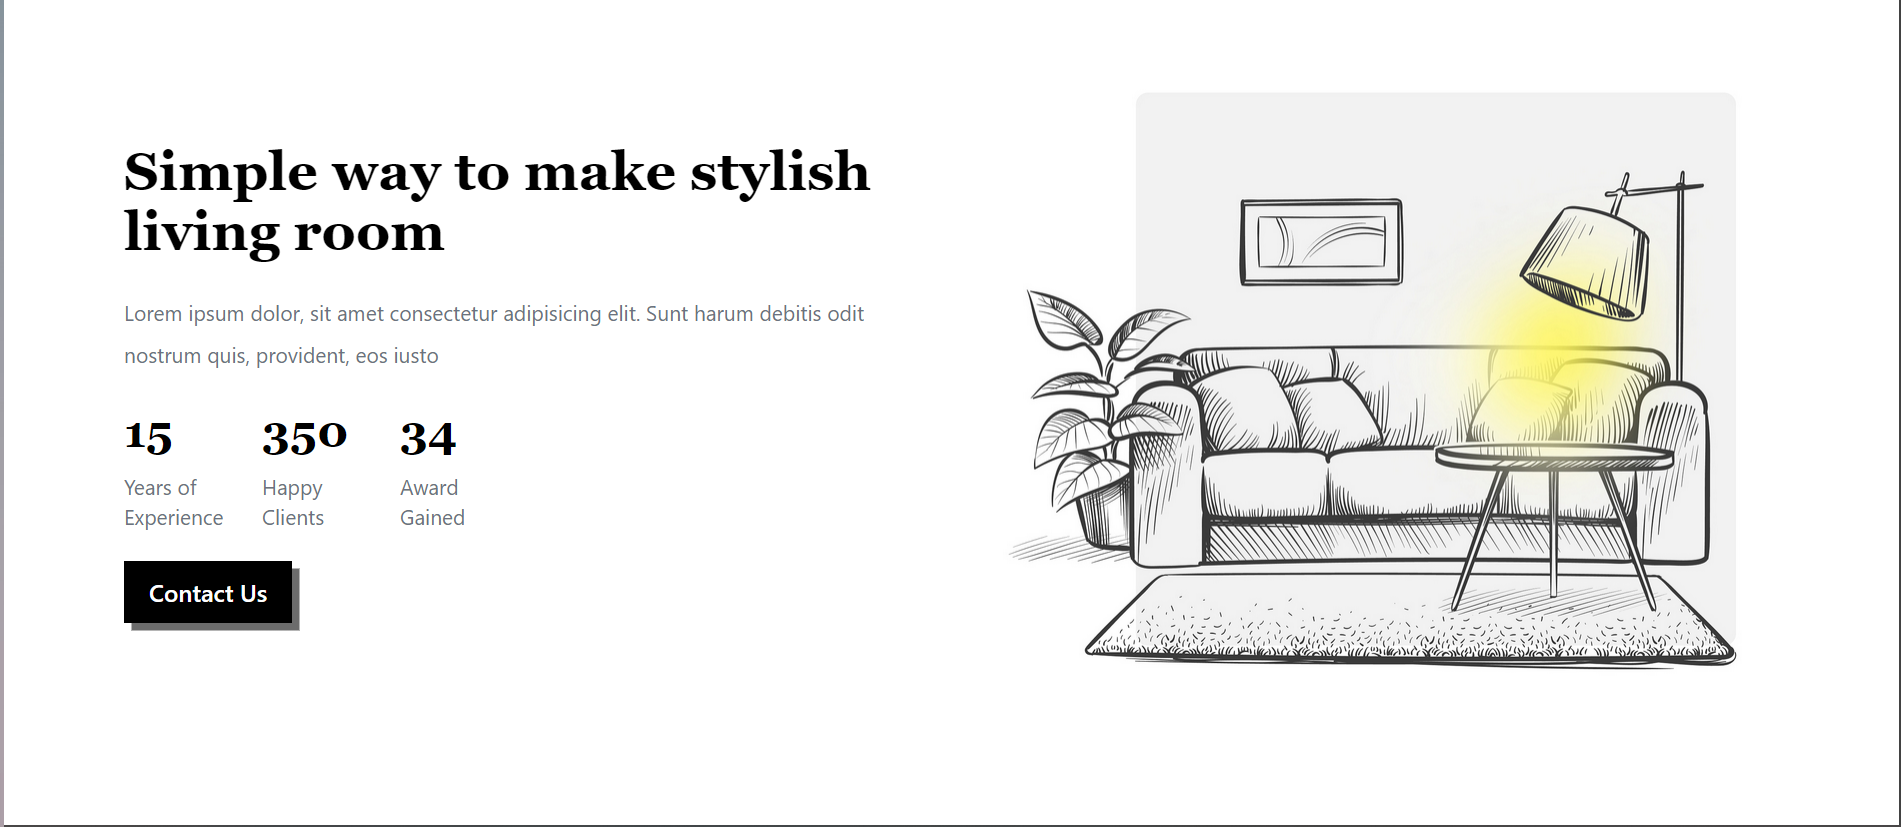 Simple way to make stylish
living room
Lorem ipsum dolor, sit amet consectetur adipisicing elit. Sunt harum debitis odit
nostrum quis, provident, eos iusto
15
Years of
Experience
350
Happy
Clients
34
Award
Gained
Contact Us